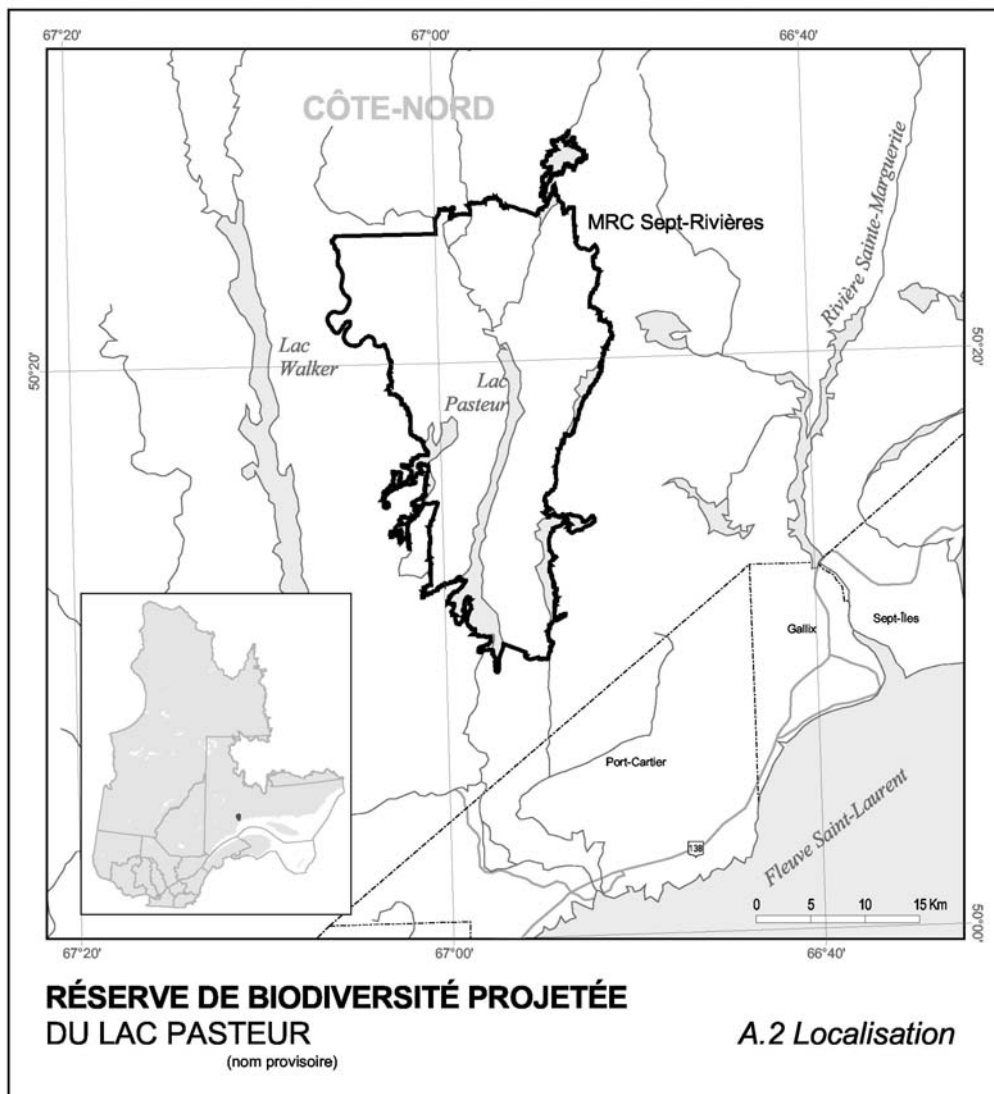 67°20'
67°00'
66°40'
CÔTE-NORD
MRC Sept-Rivières
Rivière Sainte-Marguerite
50°20'
Lac
Walker
Lac
Pasteur
50°20'
Gallix
Sept-Îles
Port-Cartier
138
Fleuve Saint-Laurent
0 5 10 15 Km
50°00'
67°20'
67°00'
66°40'
RÉSERVE DE BIODIVERSITÉ PROJETÉE
DU LAC PASTEUR
(nom provisoire)
A.2 Localisation